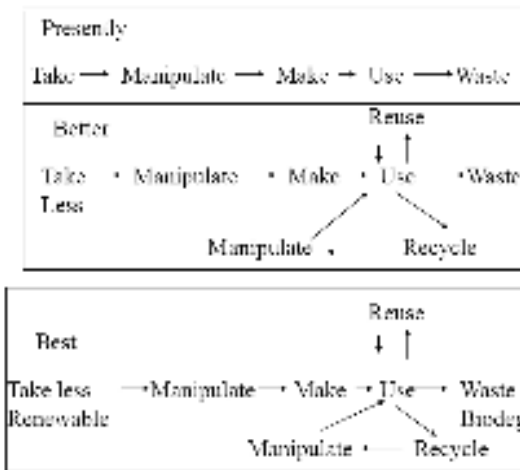 Presently
Take → Manipulate → Make → Use → Waste
Better
Reuse
Take Manipulate Make Use Waste
Less
Manipulate Recycle
Reuse
Best
Take less → Manipulate → Make → Use → Waste
Renewable Biodeg
Manipulate Recycle